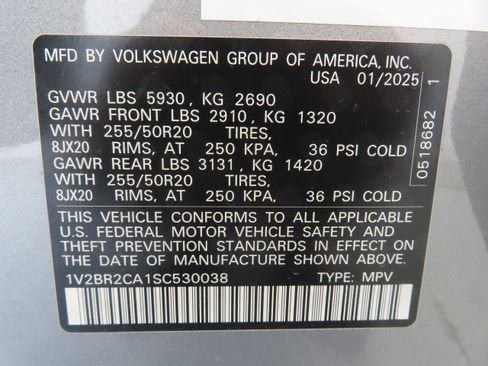 MFD BY VOLKSWAGEN GROUP OF AMERICA, INC.
USA 01/2025
GVWR LBS 5930, KG 2690
GAWR FRONT LBS 2910, KG 1320
WITH 255/50R20 TIRES,
8JX20 RIMS, AT 250 KPA, 36 PSI COLD
GAWR REAR LBS 3131, KG 1420
WITH 255/50R20 TIRES,
8JX20 RIMS, AT 250 KPA, 36 PSI COLD
THIS VEHICLE CONFORMS TO ALL APPLICABLE
U.S. FEDERAL MOTOR VEHICLE SAFETY AND
THEFT PREVENTION STANDARDS IN EFFECT ON
THE DATE OF MANUFACTURE SHOWN ABOVE.
1V2BR2CA1SC530038 TYPE: MPV
0518682 1